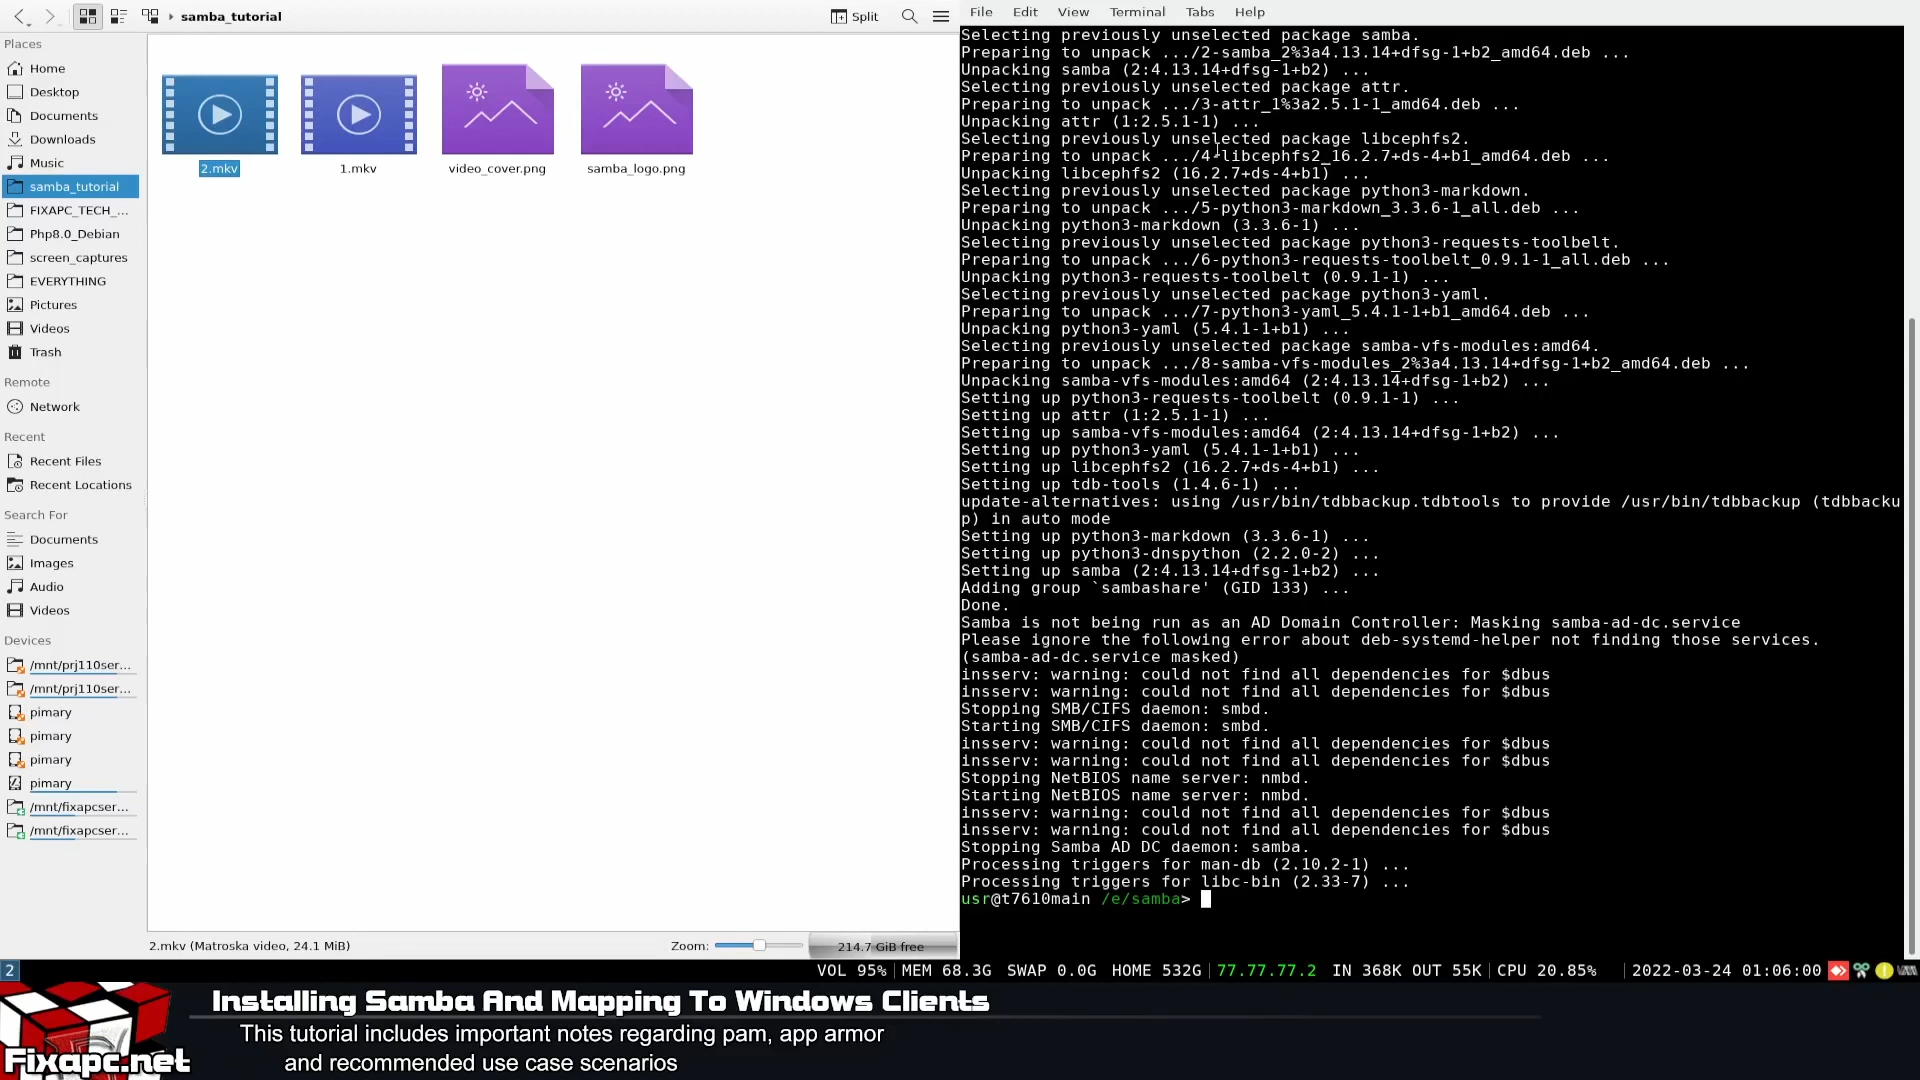 samba_tutorial
Split
Places
Home
Desktop
Documents
Downloads
Music
samba_tutorial
FIXAPC_TECH_...
Php8.0_Debian
screen_captures
EVERYTHING
Pictures
Videos
Trash
Remote
Network
Recent
Recent Files
Recent Locations
Search For
Documents
Images
Audio
Videos
Devices
/mnt/prj110ser...
/mnt/prj110ser...
pimary
pimary
pimary
pimary
/mnt/fixapcser...
/mnt/fixapcser...
2.mkv
1.mkv
video_cover.png
samba_logo.png
2.mkv (Matroska video, 24.1 MiB)
Zoom:
214.7 GiB free
File Edit View Terminal Tabs Help
Selecting previously unselected package samba.
Preparing to unpack .../2-samba_2%3a4.13.14+dfsg-1+b2_amd64.deb ...
Unpacking samba (2:4.13.14+dfsg-1+b2) ...
Selecting previously unselected package attr.
Preparing to unpack .../3-attr_1%3a2.5.1-1_amd64.deb ...
Unpacking attr (1:2.5.1-1) ...
Selecting previously unselected package libcephfs2.
Preparing to unpack .../4-libcephfs2_16.2.7+ds-4+b1_amd64.deb ...
Unpacking libcephfs2 (16.2.7+ds-4+b1) ...
Selecting previously unselected package python3-markdown.
Preparing to unpack .../5-python3-markdown_3.3.6-1_all.deb ...
Unpacking python3-markdown (3.3.6-1) ...
Selecting previously unselected package python3-requests-toolbelt.
Preparing to unpack .../6-python3-requests-toolbelt_0.9.1-1_all.deb ...
Unpacking python3-requests-toolbelt (0.9.1-1) ...
Selecting previously unselected package python3-yaml.
Preparing to unpack .../7-python3-yaml_5.4.1-1+b1_amd64.deb ...
Unpacking python3-yaml (5.4.1-1+b1) ...
Selecting previously unselected package samba-vfs-modules:amd64.
Preparing to unpack .../8-samba-vfs-modules_2%3a4.13.14+dfsg-1+b2_amd64.deb ...
Unpacking samba-vfs-modules:amd64 (2:4.13.14+dfsg-1+b2) ...
Setting up python3-requests-toolbelt (0.9.1-1) ...
Setting up attr (1:2.5.1-1) ...
Setting up samba-vfs-modules:amd64 (2:4.13.14+dfsg-1+b2) ...
Setting up python3-yaml (5.4.1-1+b1) ...
Setting up libcephfs2 (16.2.7+ds-4+b1) ...
Setting up tdb-tools (1.4.6-1) ...
update-alternatives: using /usr/bin/tdbbackup.tdbtools to provide /usr/bin/tdbbackup (tdbbacku
p) in auto mode
Setting up python3-markdown (3.3.6-1) ...
Setting up python3-dnspython (2.2.0-2) ...
Setting up samba (2:4.13.14+dfsg-1+b2) ...
Adding group `sambashare' (GID 133) ...
Done.
Samba is not being run as an AD Domain Controller: Masking samba-ad-dc.service
Please ignore the following error about deb-systemd-helper not finding those services.
(samba-ad-dc.service masked)
insserv: warning: could not find all dependencies for $dbus
insserv: warning: could not find all dependencies for $dbus
Stopping SMB/CIFS daemon: smbd.
Starting SMB/CIFS daemon: smbd.
insserv: warning: could not find all dependencies for $dbus
insserv: warning: could not find all dependencies for $dbus
Stopping NetBIOS name server: nmbd.
Starting NetBIOS name server: nmbd.
insserv: warning: could not find all dependencies for $dbus
insserv: warning: could not find all dependencies for $dbus
Stopping Samba AD DC daemon: samba.
Processing triggers for man-db (2.10.2-1) ...
Processing triggers for libc-bin (2.33-7) ...
usr@t7610main /e/samba>
2
VOL 95% MEM 68.3G SWAP 0.0G HOME 532G 77.77.77.2 IN 368K OUT 55K CPU 20.85% 2022-03-24 01:06:00
Installing Samba And Mapping To Windows Clients
This tutorial includes important notes regarding pam, app armor
and recommended use case scenarios
Fixapc.net